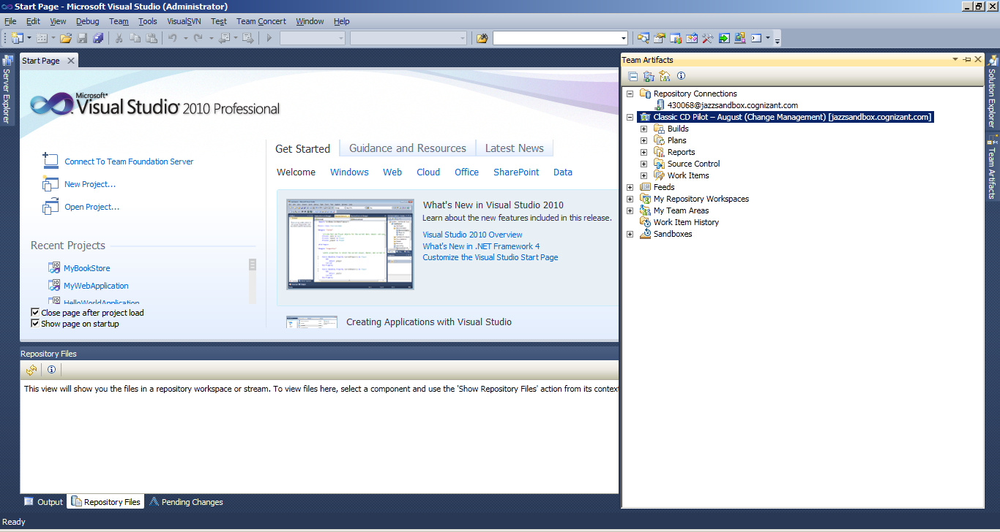 Start Page - Microsoft Visual Studio (Administrator)
File Edit View Debug Team Tools VisualSVN Test Team Concert Window Help
Server Explorer
Start Page
Microsoft®
Visual Studio® 2010 Professional
Connect To Team Foundation Server
New Project...
Open Project...
Recent Projects
MyBookStore
MyWebApplication
HelloWorldApplication
Close page after project load
Show page on startup
Get Started Guidance and Resources Latest News
Welcome Windows Web Cloud Office SharePoint Data
What's New in Visual Studio 2010
Learn about the new features included in this release.
Visual Studio 2010 Overview
What's New in .NET Framework 4
Customize the Visual Studio Start Page
Creating Applications with Visual Studio
Repository Files
This view will show you the files in a repository workspace or stream. To view files here, select a component and use the 'Show Repository Files' action from its context
Output Repository Files Pending Changes
Ready
Team Artifacts
Repository Connections
430068@jazzsandbox.cognizant.com
Classic CD Pilot – August (Change Management) [jazzsandbox.cognizant.com]
Builds
Plans
Reports
Source Control
Work Items
Feeds
My Repository Workspaces
My Team Areas
Work Item History
Sandboxes
Solution Explorer
Team Artifacts